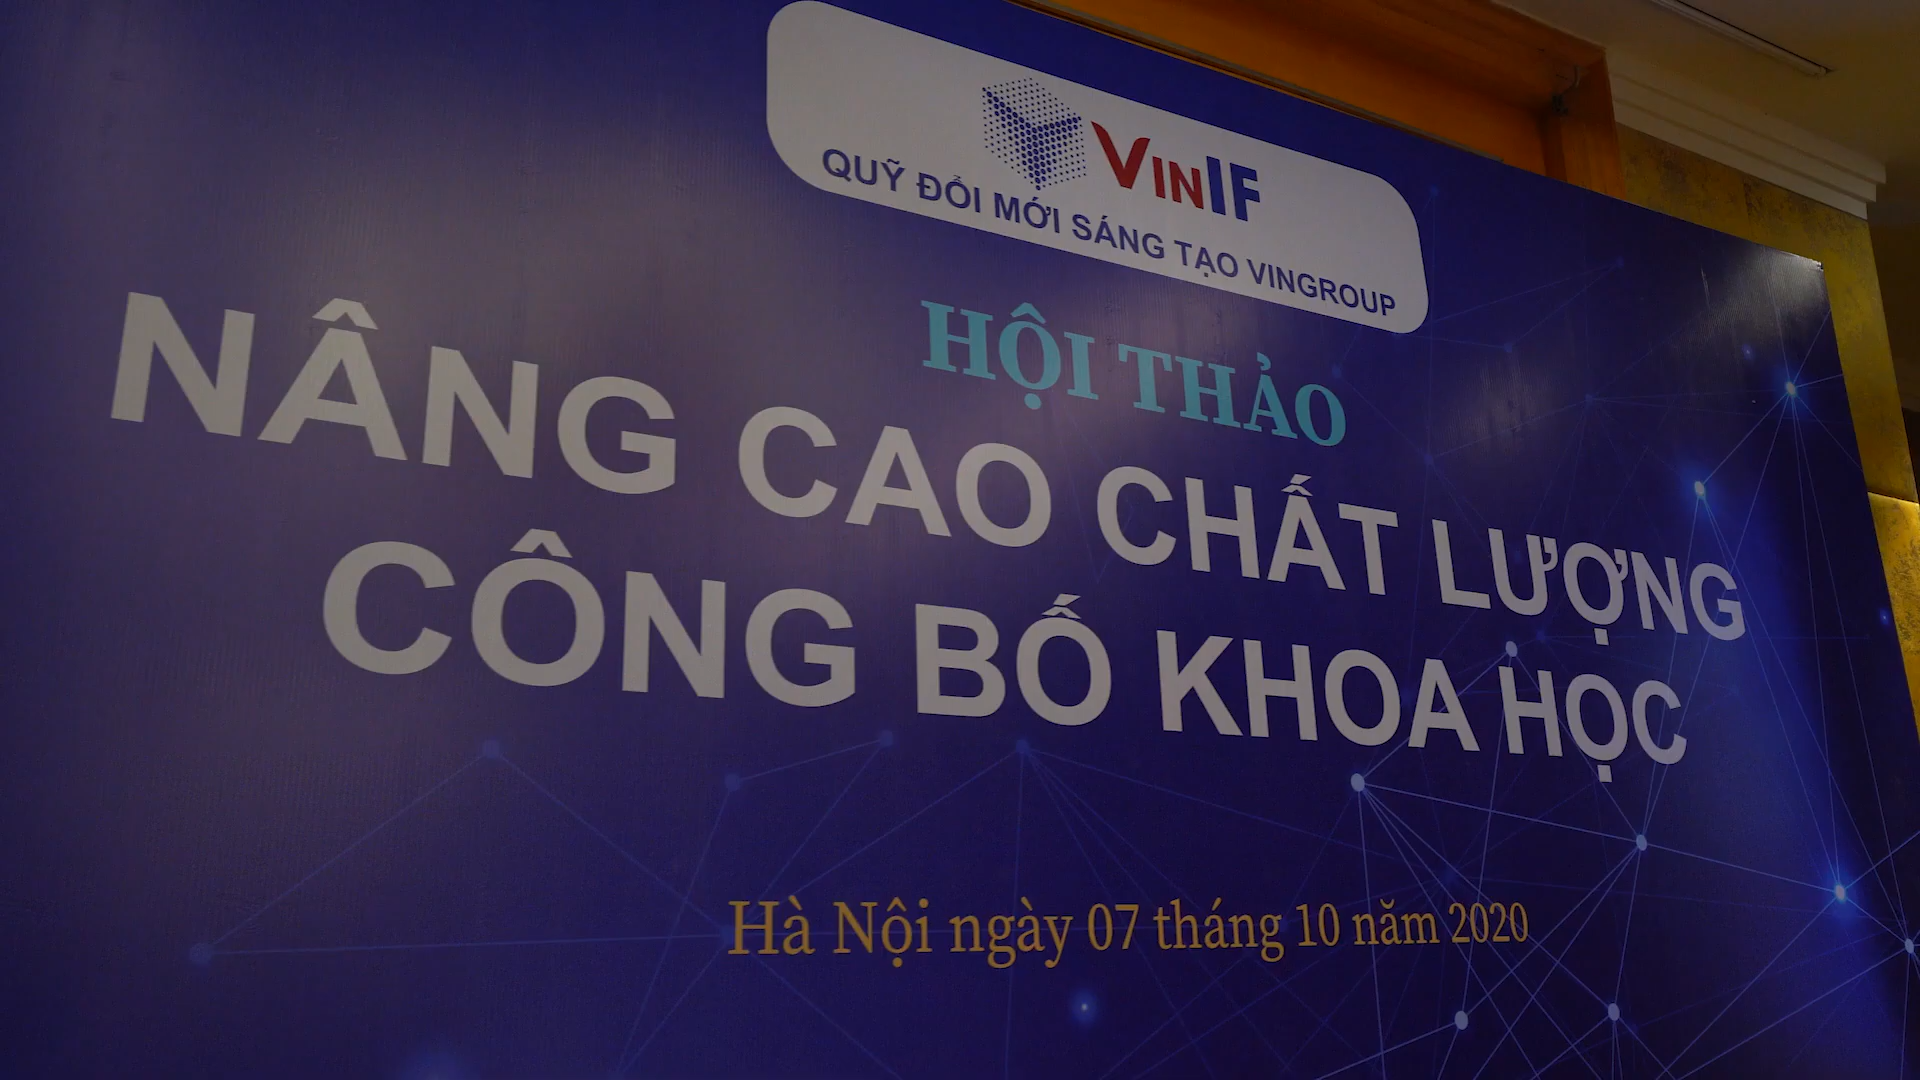 VINIF
QUỸ ĐỔI MỚI SÁNG TẠO VINGROUP
HỘI THẢO
NÂNG CAO CHẤT LƯỢNG
CÔNG BỐ KHOA HỌC
Hà Nội ngày 07 tháng 10 năm 2020